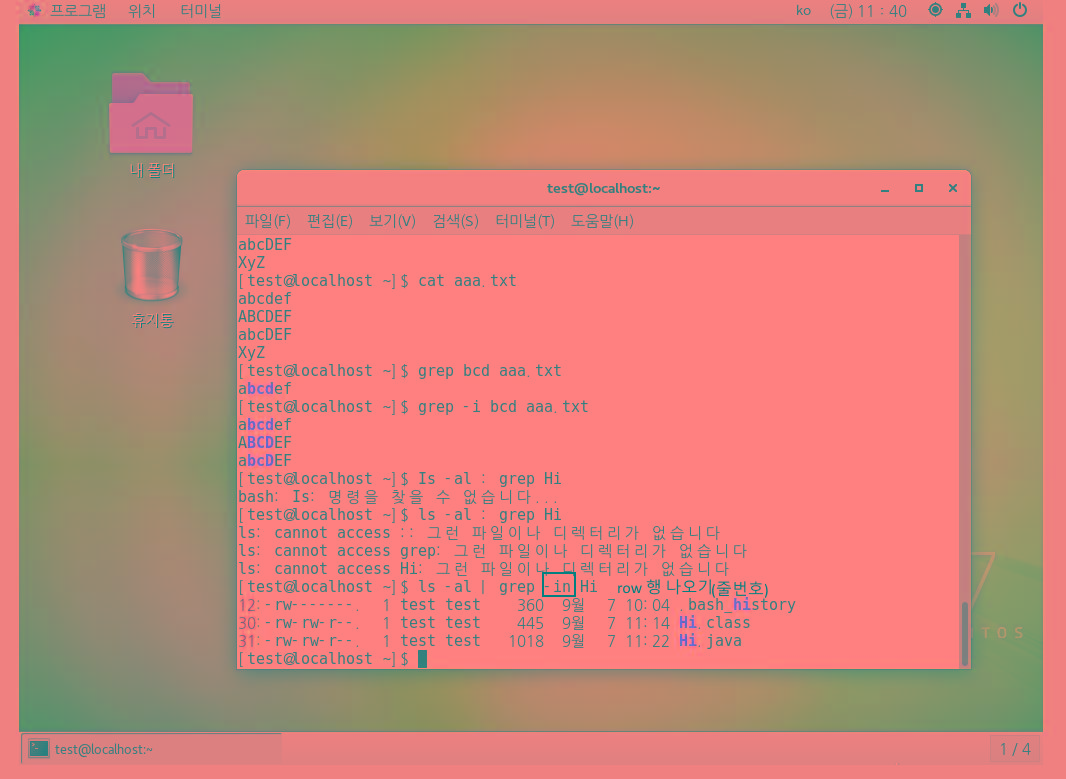 프로그램 위치 터미널 ko (금) 11 : 40
내 폴더
휴지통
test@localhost:~
파일(F) 편집(E) 보기(V) 검색(S) 터미널(T) 도움말(H)
abcDEF
XyZ
[test@localhost ~]$ cat aaa.txt
abcdef
ABCDEF
abcDEF
XyZ
[test@localhost ~]$ grep bcd aaa.txt
abcdef
[test@localhost ~]$ grep -i bcd aaa.txt
abcdef
ABCDEF
abcDEF
[test@localhost ~]$ Is -al : grep Hi
bash: Is: 명령을 찾을 수 없습니다...
[test@localhost ~]$ ls -al : grep Hi
ls: cannot access :: 그런 파일이나 디렉터리가 없습니다
ls: cannot access grep: 그런 파일이나 디렉터리가 없습니다
ls: cannot access Hi: 그런 파일이나 디렉터리가 없습니다
[test@localhost ~]$ ls -al | grep -in Hi row 행 나오기(줄번호)
12:-rw-------. 1 test test 360 9월 7 10:04 .bash_history
30:-rw-rw-r--. 1 test test 445 9월 7 11:14 Hi.class
31:-rw-rw-r--. 1 test test 1018 9월 7 11:22 Hi.java
[test@localhost ~]$
7
TOS
test@localhost:~ 1 / 4